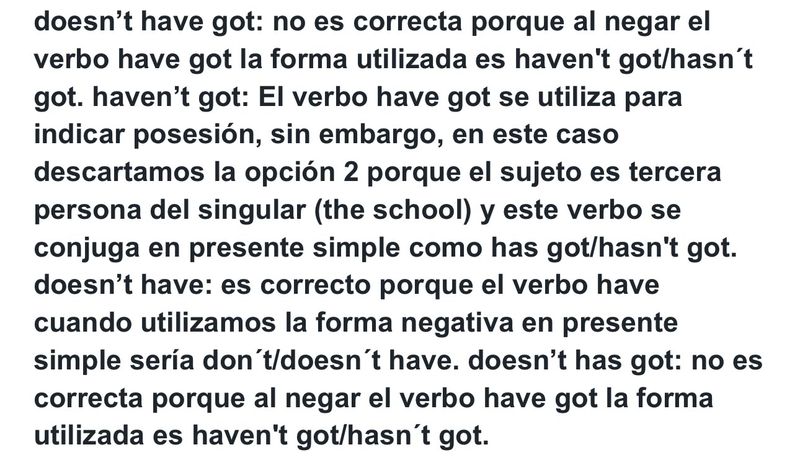 doesn’t have got: no es correcta porque al negar el
verbo have got la forma utilizada es haven't got/hasn´t
got. haven’t got: El verbo have got se utiliza para
indicar posesión, sin embargo, en este caso
descartamos la opción 2 porque el sujeto es tercera
persona del singular (the school) y este verbo se
conjuga en presente simple como has got/hasn't got.
doesn’t have: es correcto porque el verbo have
cuando utilizamos la forma negativa en presente
simple sería don´t/doesn´t have. doesn’t has got: no es
correcta porque al negar el verbo have got la forma
utilizada es haven't got/hasn´t got.